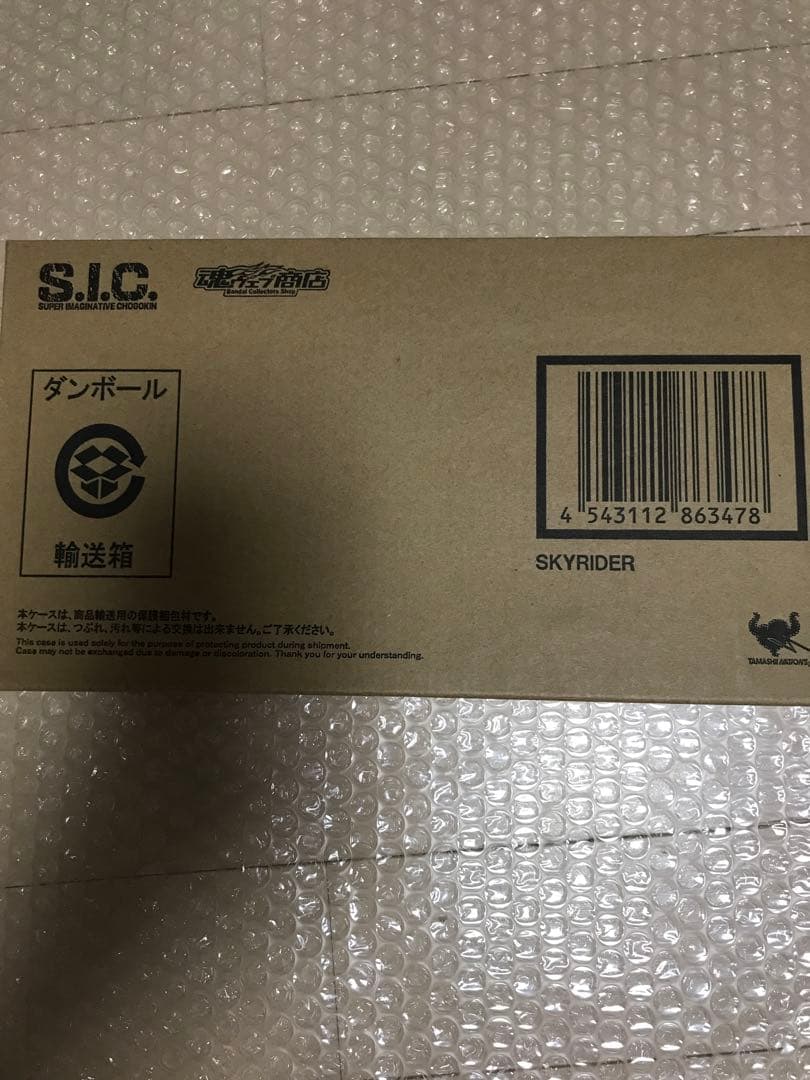 S.I.C.
SUPER IMAGINATIVE CHOGOKIN
魂ウェブ商店
Bandai Collectors Shop
ダンボール
輸送箱
4 543112 863478
SKYRIDER
本ケースは、商品輸送用の保護梱包材です。
本ケースは、つぶれ、汚れ等による交換は出来ません。ご了承ください。
This case is used solely for the purpose of protecting product during shipment.
Case may not be exchanged due to damage or discoloration. Thank you for your understanding.
TAMASHII NATIONS